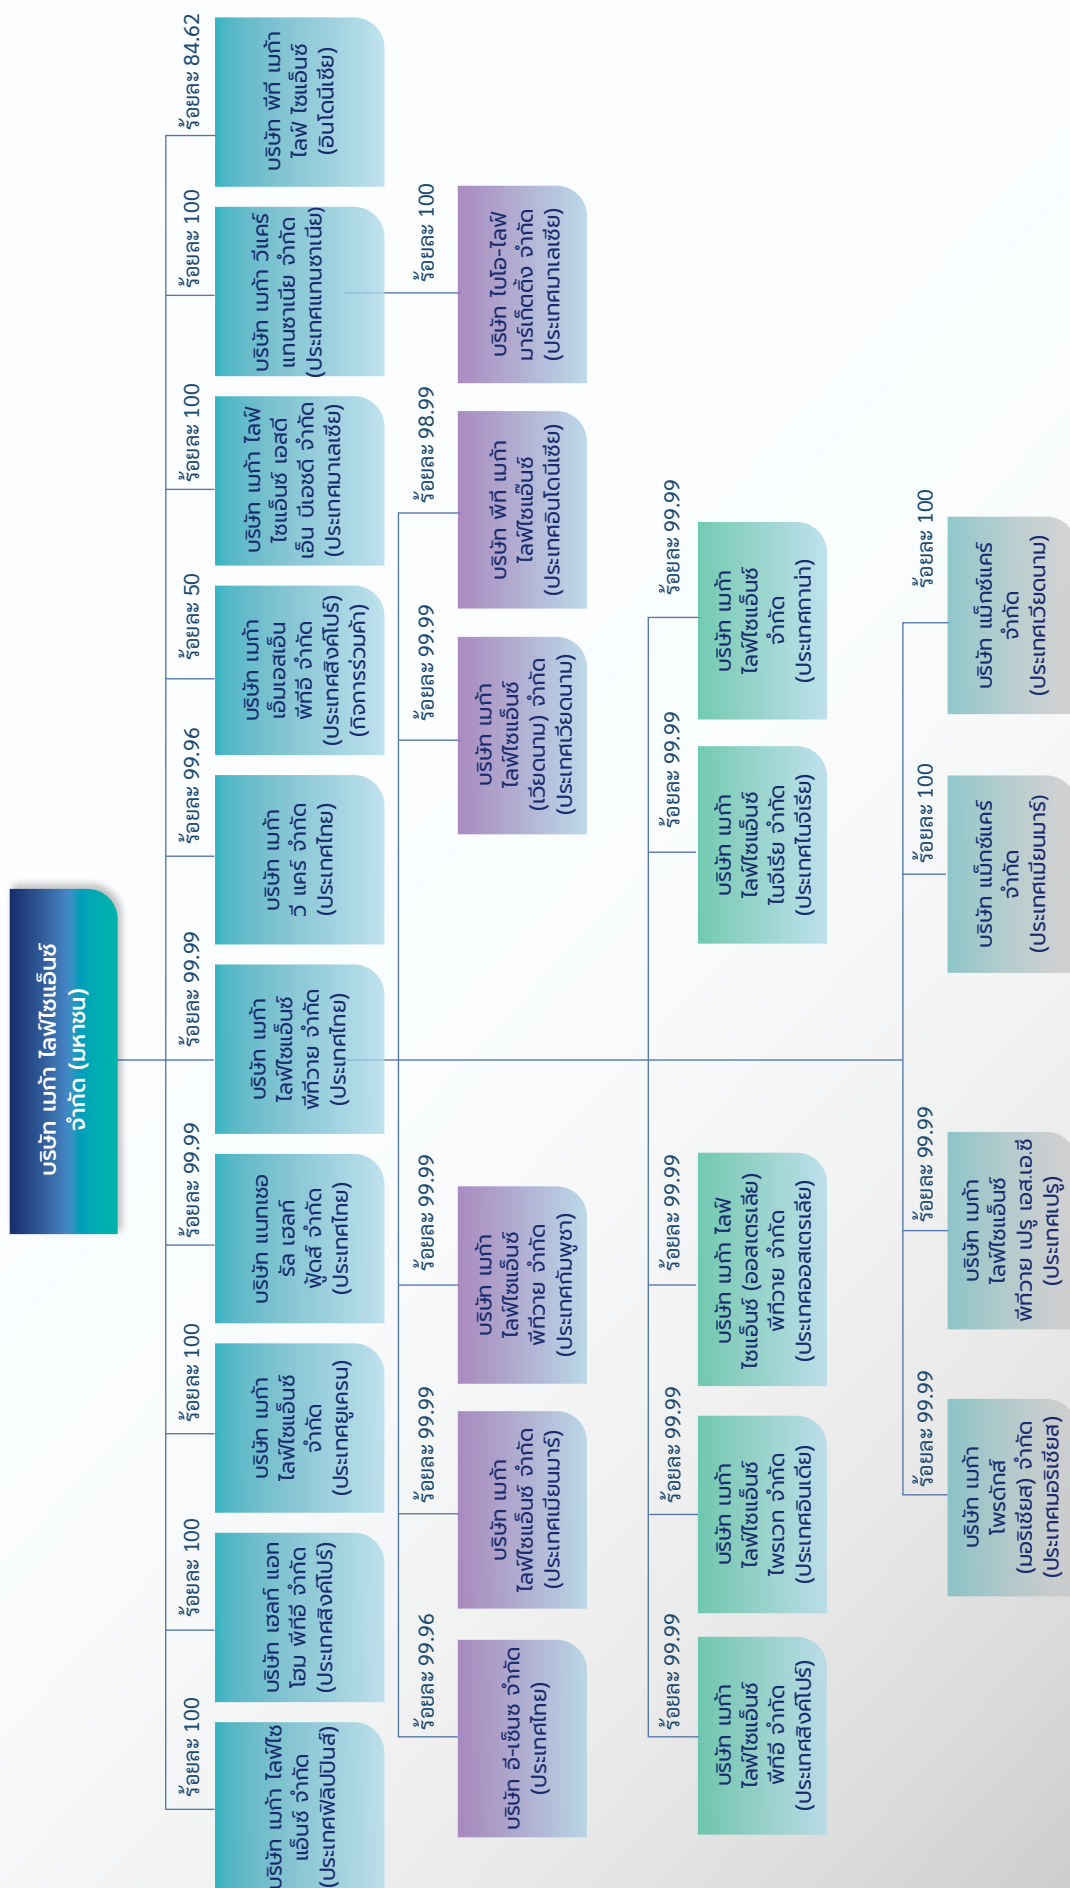 บริษัท เมก้า ไลฟ์ไซแอ็นซ์
จำกัด (มหาชน)
ร้อยละ 100
ร้อยละ 100
ร้อยละ 100
ร้อยละ 99.99
ร้อยละ 99.99
ร้อยละ 99.96
ร้อยละ 50
ร้อยละ 100
ร้อยละ 100
ร้อยละ 84.62
บริษัท เมก้า ไลฟ์ไซ
แอ็นซ์ จำกัด
(ประเทศฟิลิปปินส์)
บริษัท เฮลท์ แอท
โฮม พีทีอี จำกัด
(ประเทศสิงค์โปร์)
บริษัท เมก้า
ไลฟ์ไซแอ็นซ์
จำกัด
(ประเทศยูเครน)
บริษัท แนทเชอ
รัล เฮลท์
ฟู้ดส์ จำกัด
(ประเทศไทย)
บริษัท เมก้า
ไลฟ์ไซแอ็นซ์
พีทีวาย จำกัด
(ประเทศไทย)
บริษัท เมก้า
วี แคร์ จำกัด
(ประเทศไทย)
บริษัท เมก้า
เอ็มเอสเอ็น
พีทีอี จำกัด
(ประเทศสิงค์โปร์)
(กิจการร่วมค้า)
บริษัท เมก้า ไลฟ์
ไซแอ็นซ์ เอสดี
เอ็น บีเอชดี จำกัด
(ประเทศมาเลเซีย)
บริษัท เมก้า วีแคร์
แทนซาเนีย จำกัด
(ประเทศแทนซาเนีย)
บริษัท พีที เมก้า
ไลฟ์ ไซแอ็นซ์
(อินโดนีเซีย)
ร้อยละ 99.96
ร้อยละ 99.99
ร้อยละ 99.99
ร้อยละ 99.99
ร้อยละ 98.99
ร้อยละ 100
บริษัท อี-เซ็นซ จำกัด
(ประเทศไทย)
บริษัท เมก้า
ไลฟ์ไซแอ็นซ์ จำกัด
(ประเทศเมียนมาร์)
บริษัท เมก้า
ไลฟ์ไซแอ็นซ์
พีทีวาย จำกัด
(ประเทศกัมพูชา)
บริษัท เมก้า
ไลฟ์ไซแอ็นซ์
(เวียดนาม) จำกัด
(ประเทศเวียดนาม)
บริษัท พีที เมก้า
ไลฟ์ไซแอ๊นซ์
(ประเทศอินโดนีเซีย)
บริษัท ไบโอ-ไลฟ์
มาร์เก็ตติ้ง จำกัด
(ประเทศมาเลเซีย)
ร้อยละ 99.99
ร้อยละ 99.99
ร้อยละ 99.99
ร้อยละ 99.99
ร้อยละ 99.99
บริษัท เมก้า
ไลฟ์ไซแอ็นซ์
พีทีอี จำกัด
(ประเทศสิงค์โปร์)
บริษัท เมก้า
ไลฟ์ไซแอ็นซ์
ไพรเวท จำกัด
(ประเทศอินเดีย)
บริษัท เมก้า ไลฟ์
ไซแอ็นซ์ (ออสเตรเลีย)
พีทีวาย จำกัด
(ประเทศออสเตรเลีย)
บริษัท เมก้า
ไลฟ์ไซแอ็นซ์
ไนจีเรีย จำกัด
(ประเทศไนจีเรีย)
บริษัท เมก้า
ไลฟ์ไซแอ็นซ์
จำกัด
(ประเทศกาน่า)
ร้อยละ 99.99
ร้อยละ 99.99
ร้อยละ 100
ร้อยละ 100
บริษัท เมก้า
โพรดักส์
(มอริเชียส) จำกัด
(ประเทศมอริเชียส)
บริษัท เมก้า
ไลฟ์ไซแอ็นซ์
พีทีวาย เปรู เอส.เอ.ซี
(ประเทศเปรู)
บริษัท แม็กซ์แคร์
จำกัด
(ประเทศเมียนมาร์)
บริษัท แม็กซ์แคร์
จำกัด
(ประเทศเวียดนาม)